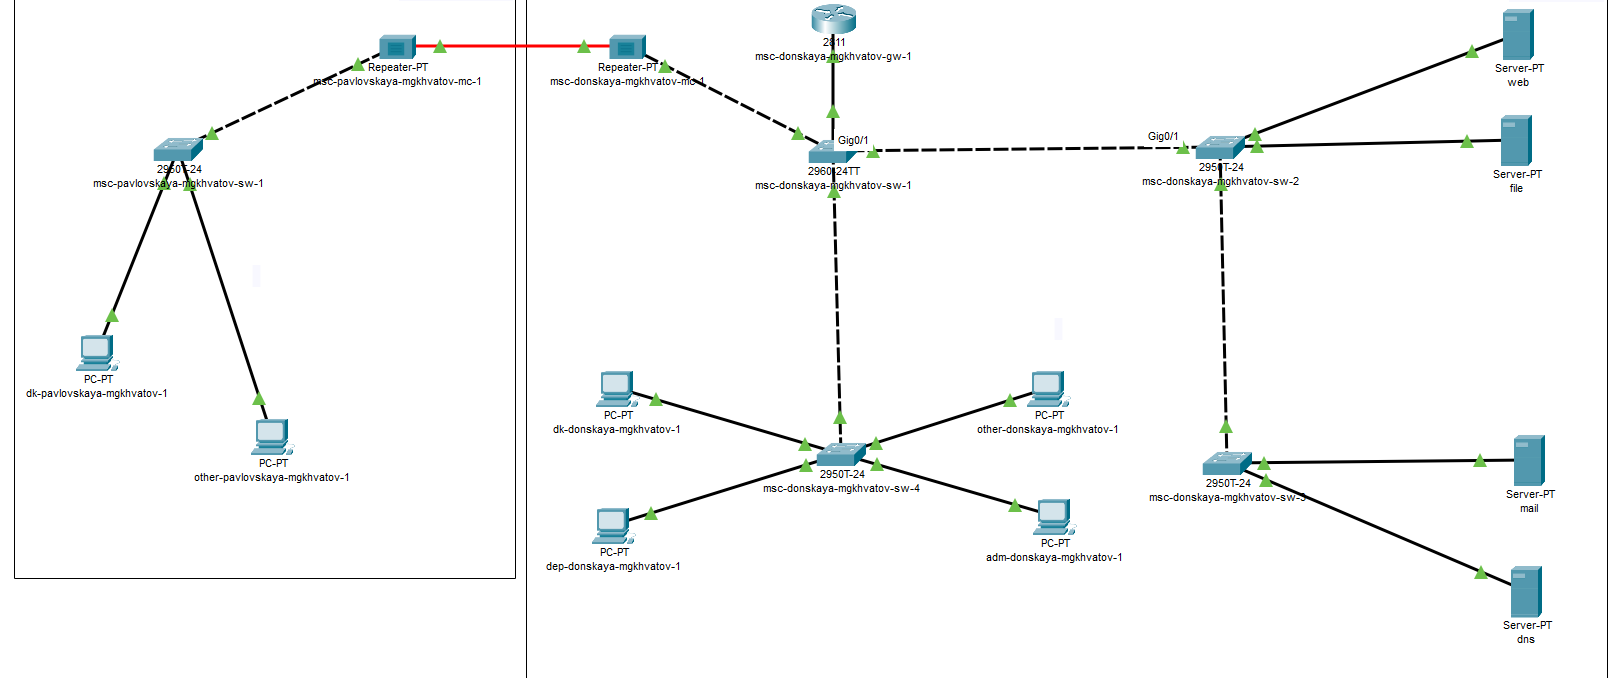 2811
msc-donskaya-mgkhvatov-gw-1
Repeater-PT
msc-pavlovskaya-mgkhvatov-mc-1
Repeater-PT
msc-donskaya-mgkhvatov-mc-1
Server-PT
web
Gig0/1
Gig0/1
2950T-24
msc-pavlovskaya-mgkhvatov-sw-1
2960-24TT
msc-donskaya-mgkhvatov-sw-1
2950T-24
msc-donskaya-mgkhvatov-sw-2
Server-PT
file
PC-PT
dk-pavlovskaya-mgkhvatov-1
PC-PT
other-pavlovskaya-mgkhvatov-1
PC-PT
dk-donskaya-mgkhvatov-1
PC-PT
other-donskaya-mgkhvatov-1
2950T-24
msc-donskaya-mgkhvatov-sw-4
2950T-24
msc-donskaya-mgkhvatov-sw-3
Server-PT
mail
PC-PT
dep-donskaya-mgkhvatov-1
PC-PT
adm-donskaya-mgkhvatov-1
Server-PT
dns